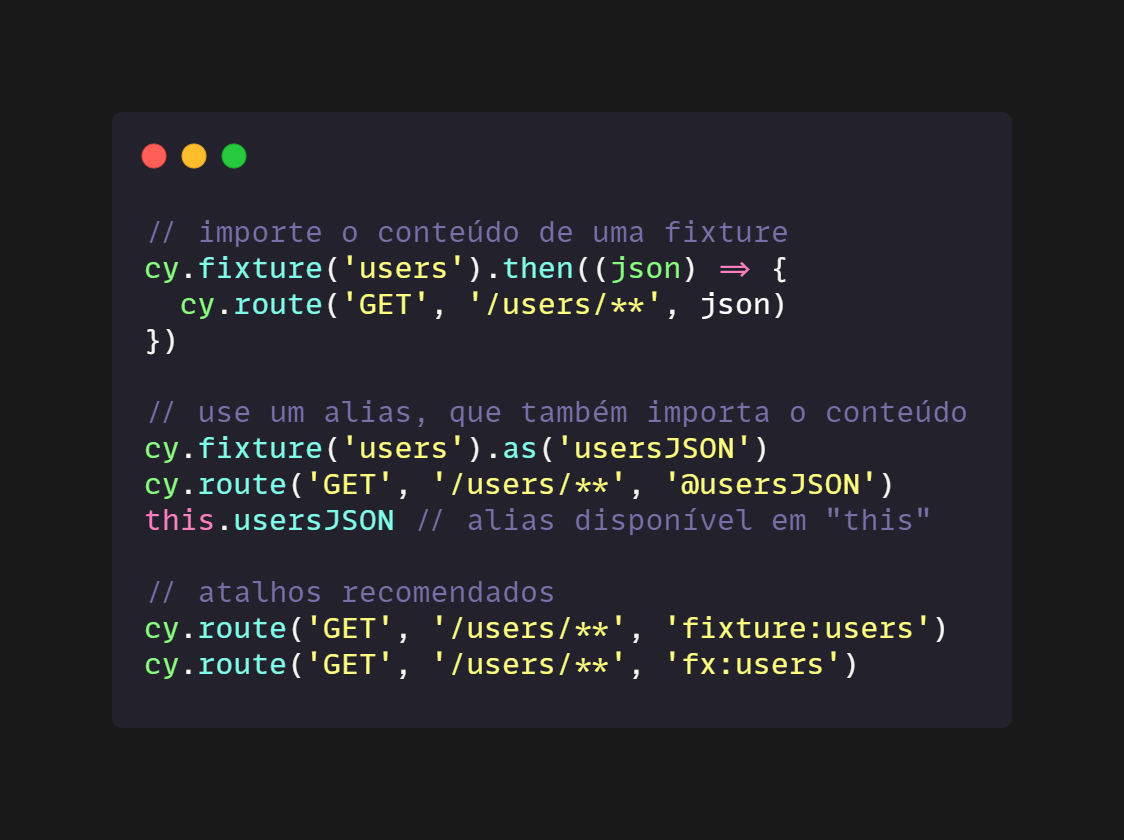 // importe o conteúdo de uma fixture
cy.fixture('users').then((json) => {
  cy.route('GET', '/users/**', json)
})
// use um alias, que também importa o conteúdo
cy.fixture('users').as('usersJSON')
cy.route('GET', '/users/**', '@usersJSON')
this.usersJSON // alias disponível em "this"
// atalhos recomendados
cy.route('GET', '/users/**', 'fixture:users')
cy.route('GET', '/users/**', 'fx:users')